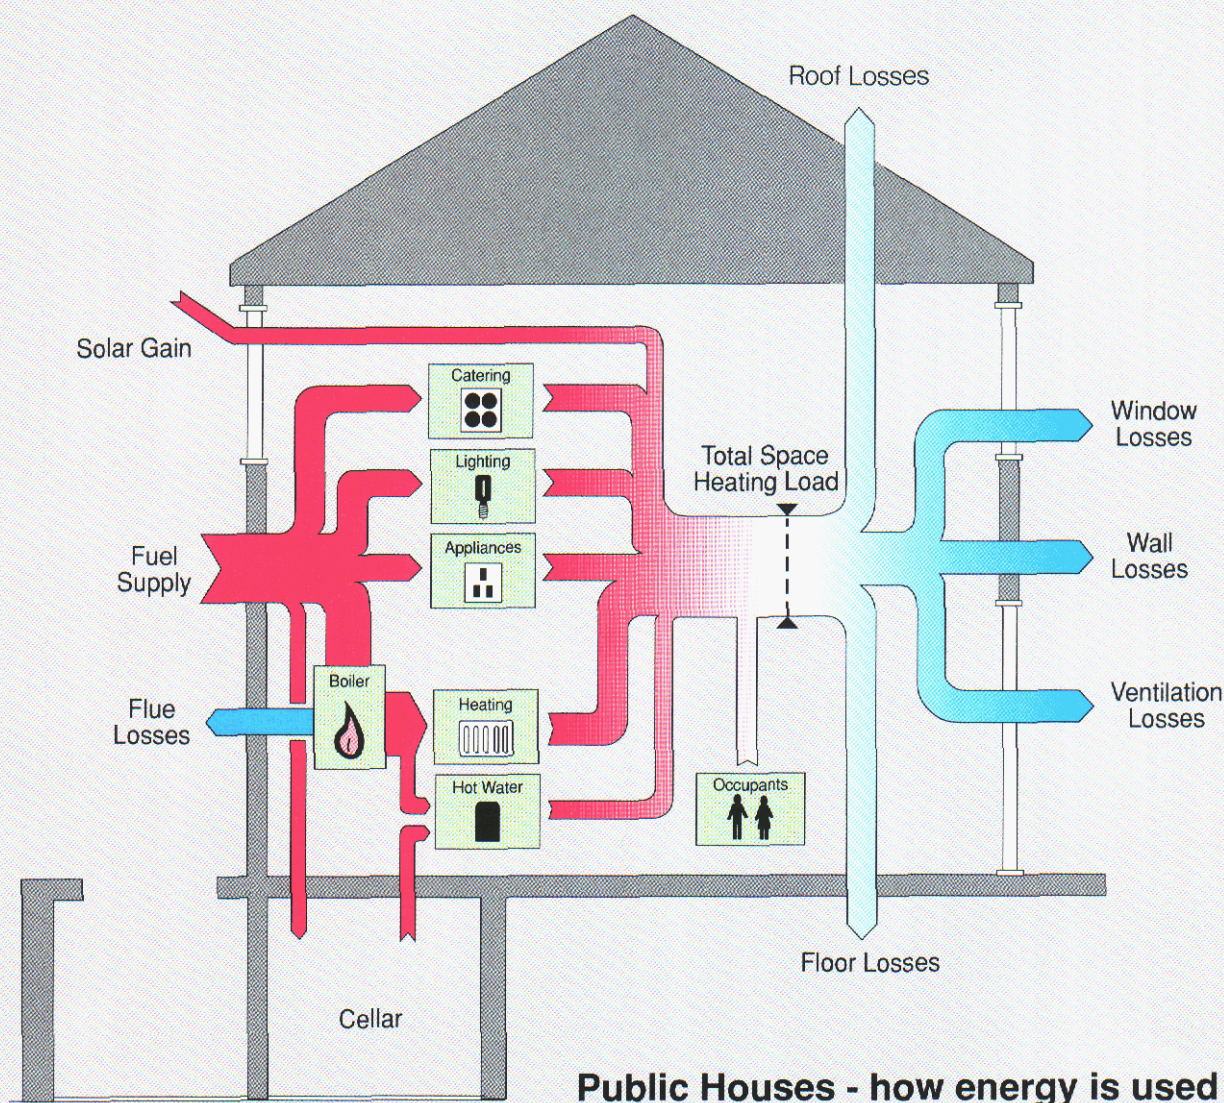 Roof Losses
Solar Gain
Catering
Window
Losses
Lighting
Total Space
Heating Load
Appliances
Fuel
Supply
Wall
Losses
Boiler
Flue
Losses
Heating
Ventilation
Losses
Hot Water
Occupants
Floor Losses
Cellar
Public Houses - how energy is used